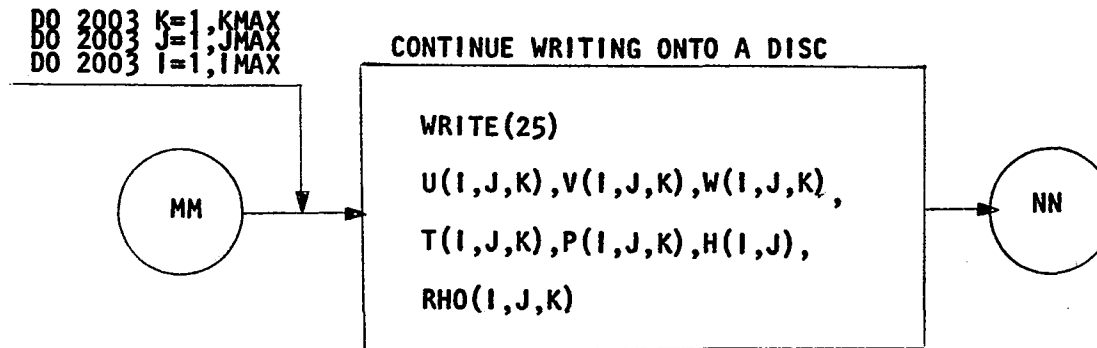 DO 2003 K=1,KMAX
DO 2003 J=1,JMAX
DO 2003 I=1,IMAX
CONTINUE WRITING ONTO A DISC
WRITE(25)
U(I,J,K),V(I,J,K),W(I,J,K),
T(I,J,K),P(I,J,K),H(I,J),
RHO(I,J,K)
MM
NN